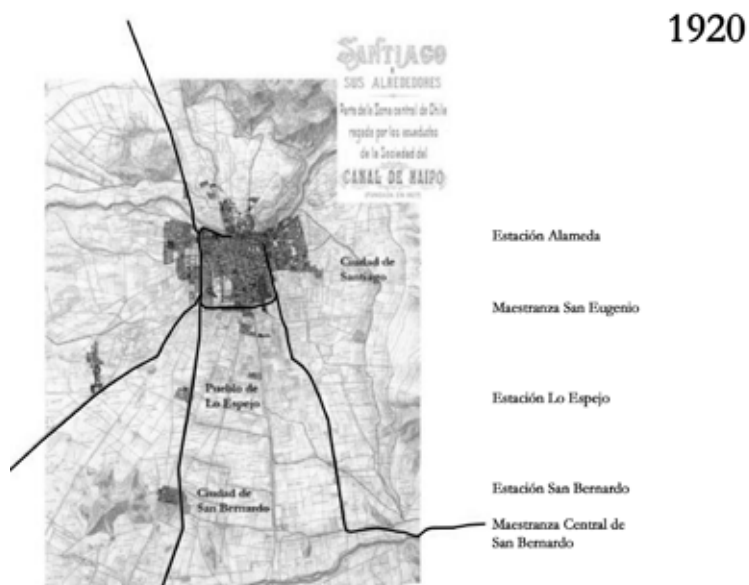 1920
SANTIAGO
SUS ALREDEDORES
Parte de la Zona central de Chile
regada por los acueductos
de la Sociedad del
CANAL DE MAIPO
Ciudad de
Santiago
Pueblo de
Lo Espejo
Ciudad de
San Bernardo
Estación Alameda
Maestranza San Eugenio
Estación Lo Espejo
Estación San Bernardo
Maestranza Central de
San Bernardo